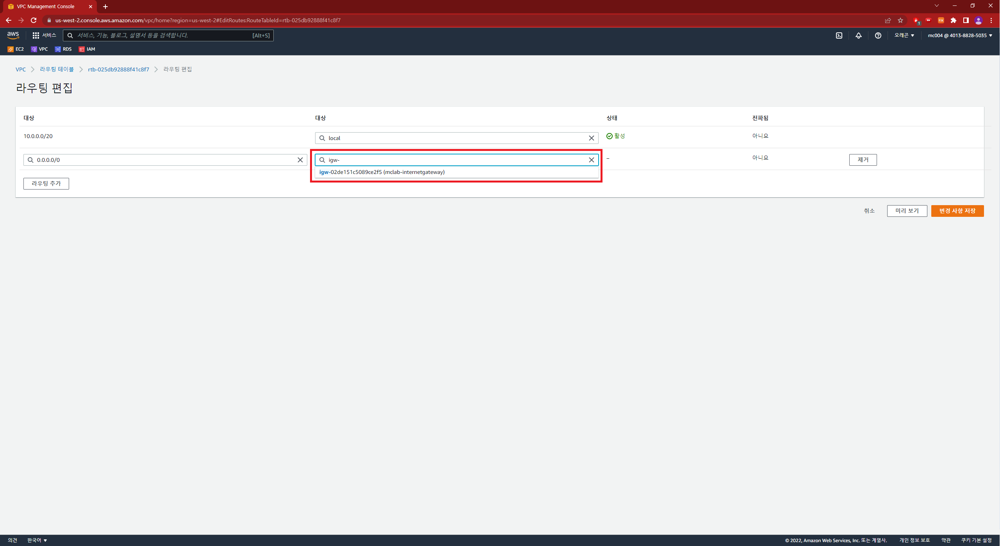 VPC Management Console
us-west-2.console.aws.amazon.com/vpc/home?region=us-west-2#EditRoutes:RouteTableId=rtb-025db92888f41c8f7
1
aws 서비스 서비스, 기능, 블로그, 설명서 등을 검색합니다. [Alt+S] 오레곤 mc004 @ 4013-8828-5035
EC2 VPC RDS IAM
VPC 라우팅 테이블 rtb-025db92888f41c8f7 라우팅 편집
라우팅 편집
대상 대상 상태 전파됨
10.0.0.0/20 local 활성 아니요
0.0.0.0/0 igw- – 아니요 제거
igw-02de151c5089ce2f5 (mclab-internetgateway)
라우팅 추가
취소 미리 보기 변경 사항 저장
의견 한국어 © 2022, Amazon Web Services, Inc. 또는 계열사. 개인 정보 보호 약관 쿠키 기본 설정